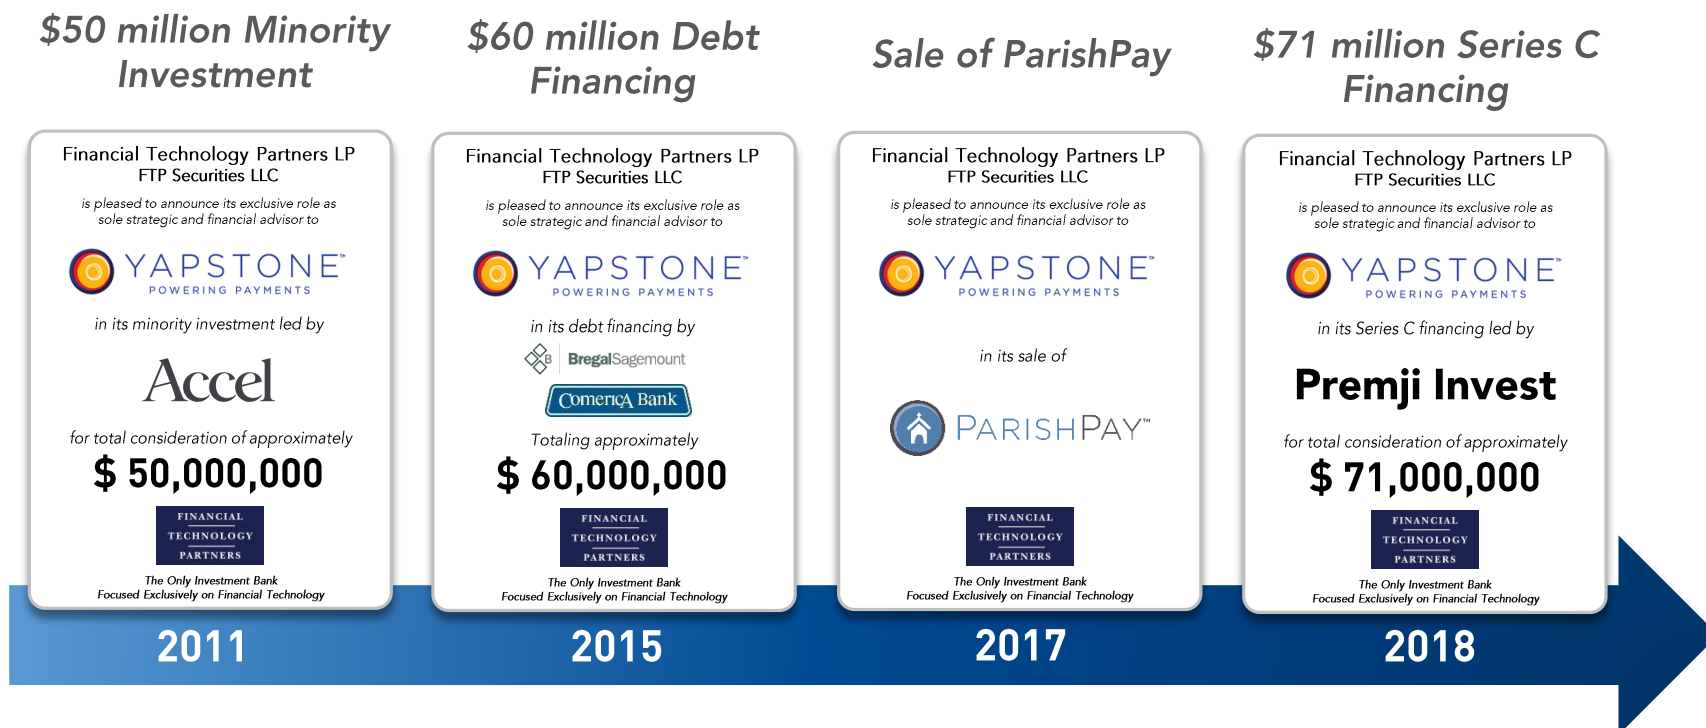 $50 million Minority
Investment
Financial Technology Partners LP
FTP Securities LLC
is pleased to announce its exclusive role as
sole strategic and financial advisor to
YAPSTONE™
POWERING PAYMENTS
in its minority investment led by
Accel
for total consideration of approximately
$ 50,000,000
FINANCIAL
TECHNOLOGY
PARTNERS
The Only Investment Bank
Focused Exclusively on Financial Technology
2011
$60 million Debt
Financing
Financial Technology Partners LP
FTP Securities LLC
is pleased to announce its exclusive role as
sole strategic and financial advisor to
YAPSTONE™
POWERING PAYMENTS
in its debt financing by
B BregalSagemount
ComericA Bank
Totaling approximately
$ 60,000,000
FINANCIAL
TECHNOLOGY
PARTNERS
The Only Investment Bank
Focused Exclusively on Financial Technology
2015
Sale of ParishPay
Financial Technology Partners LP
FTP Securities LLC
is pleased to announce its exclusive role as
sole strategic and financial advisor to
YAPSTONE™
POWERING PAYMENTS
in its sale of
PARISHPAY™
FINANCIAL
TECHNOLOGY
PARTNERS
The Only Investment Bank
Focused Exclusively on Financial Technology
2017
$71 million Series C
Financing
Financial Technology Partners LP
FTP Securities LLC
is pleased to announce its exclusive role as
sole strategic and financial advisor to
YAPSTONE™
POWERING PAYMENTS
in its Series C financing led by
Premji Invest
for total consideration of approximately
$ 71,000,000
FINANCIAL
TECHNOLOGY
PARTNERS
The Only Investment Bank
Focused Exclusively on Financial Technology
2018